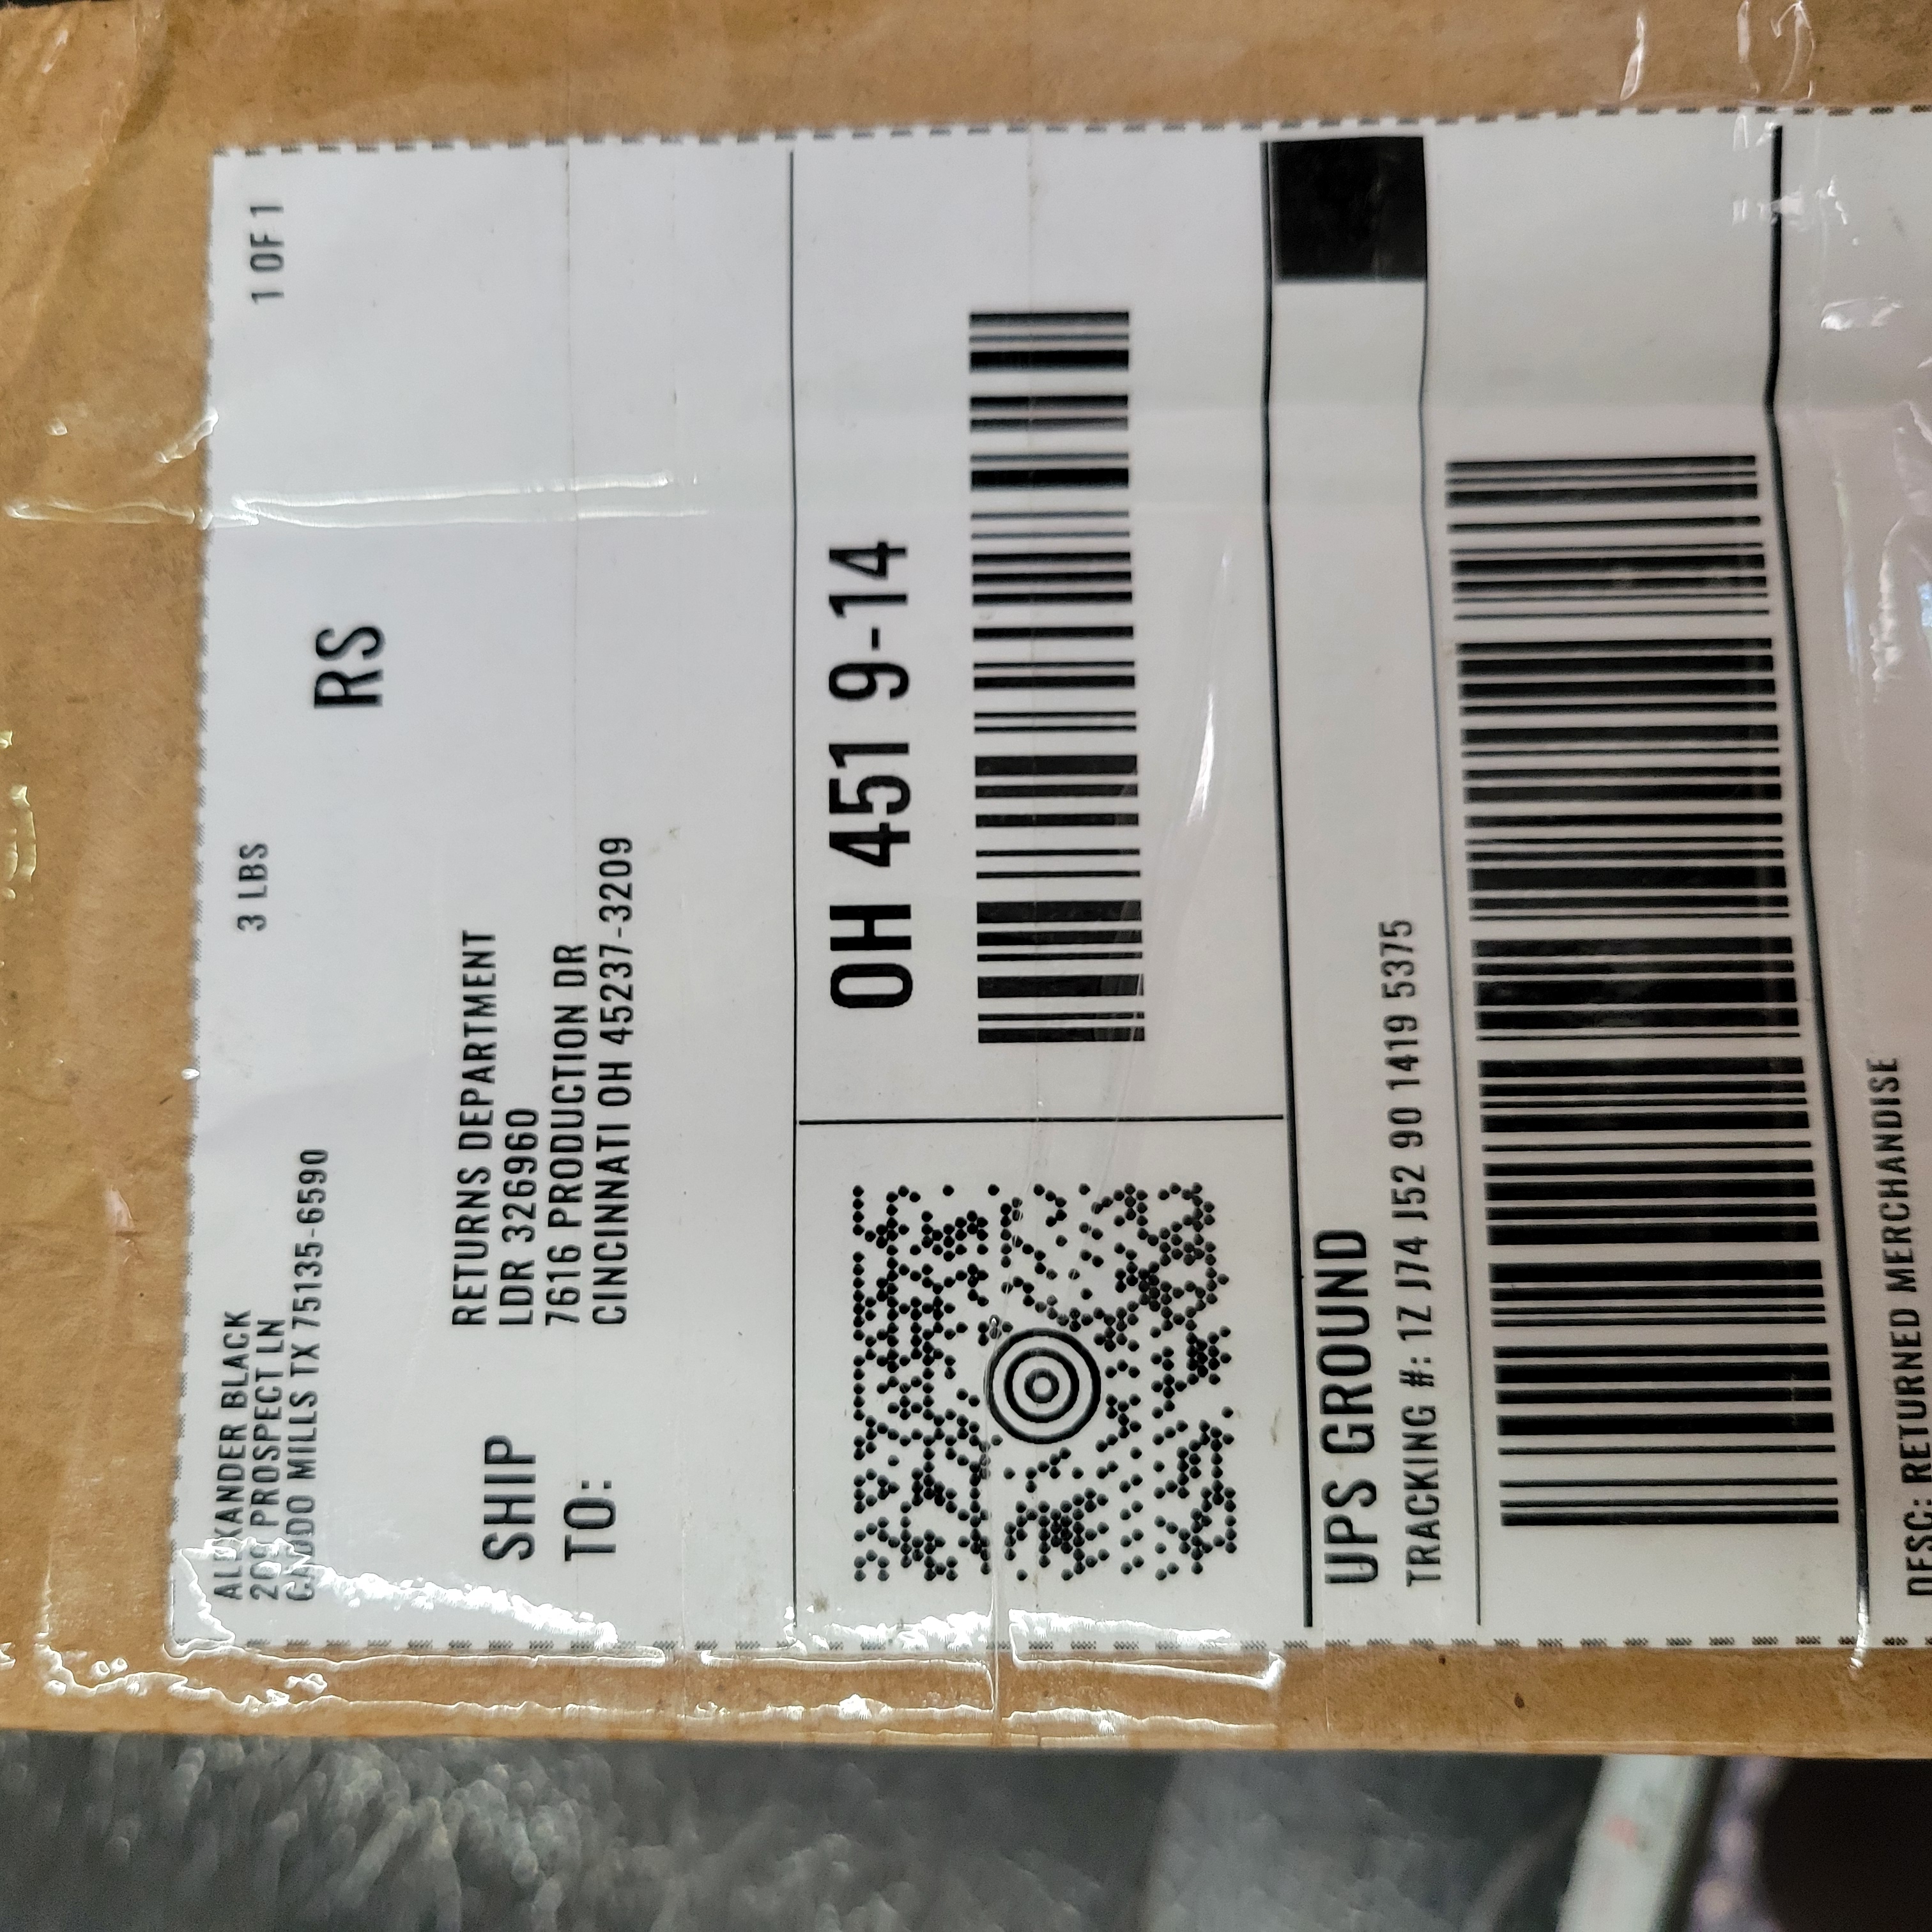 ALEXANDER BLACK
PROSPECT LN
CADDO MILLS TX 75135-6590
3 LBS
1 OF 1
RS
SHIP
TO:
RETURNS DEPARTMENT
LDR 326960
7616 PRODUCTION DR
CINCINNATI OH 45237-3209
OH 451 9-14
UPS GROUND
TRACKING #: 1Z J74 J52 90 1419 5375
DESC: RETURNED MERCHANDISE